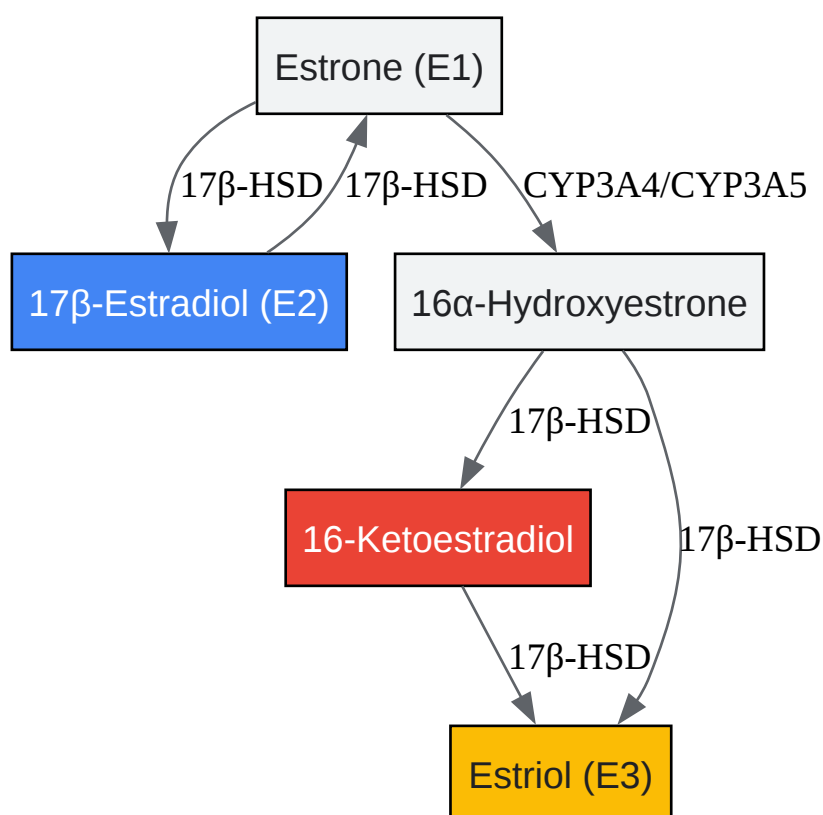 Estrone (E1)
17β-HSD
17β-HSD
CYP3A4/CYP3A5
17β-Estradiol (E2)
16α-Hydroxyestrone
17β-HSD
16-Ketoestradiol
17β-HSD
17β-HSD
Estriol (E3)